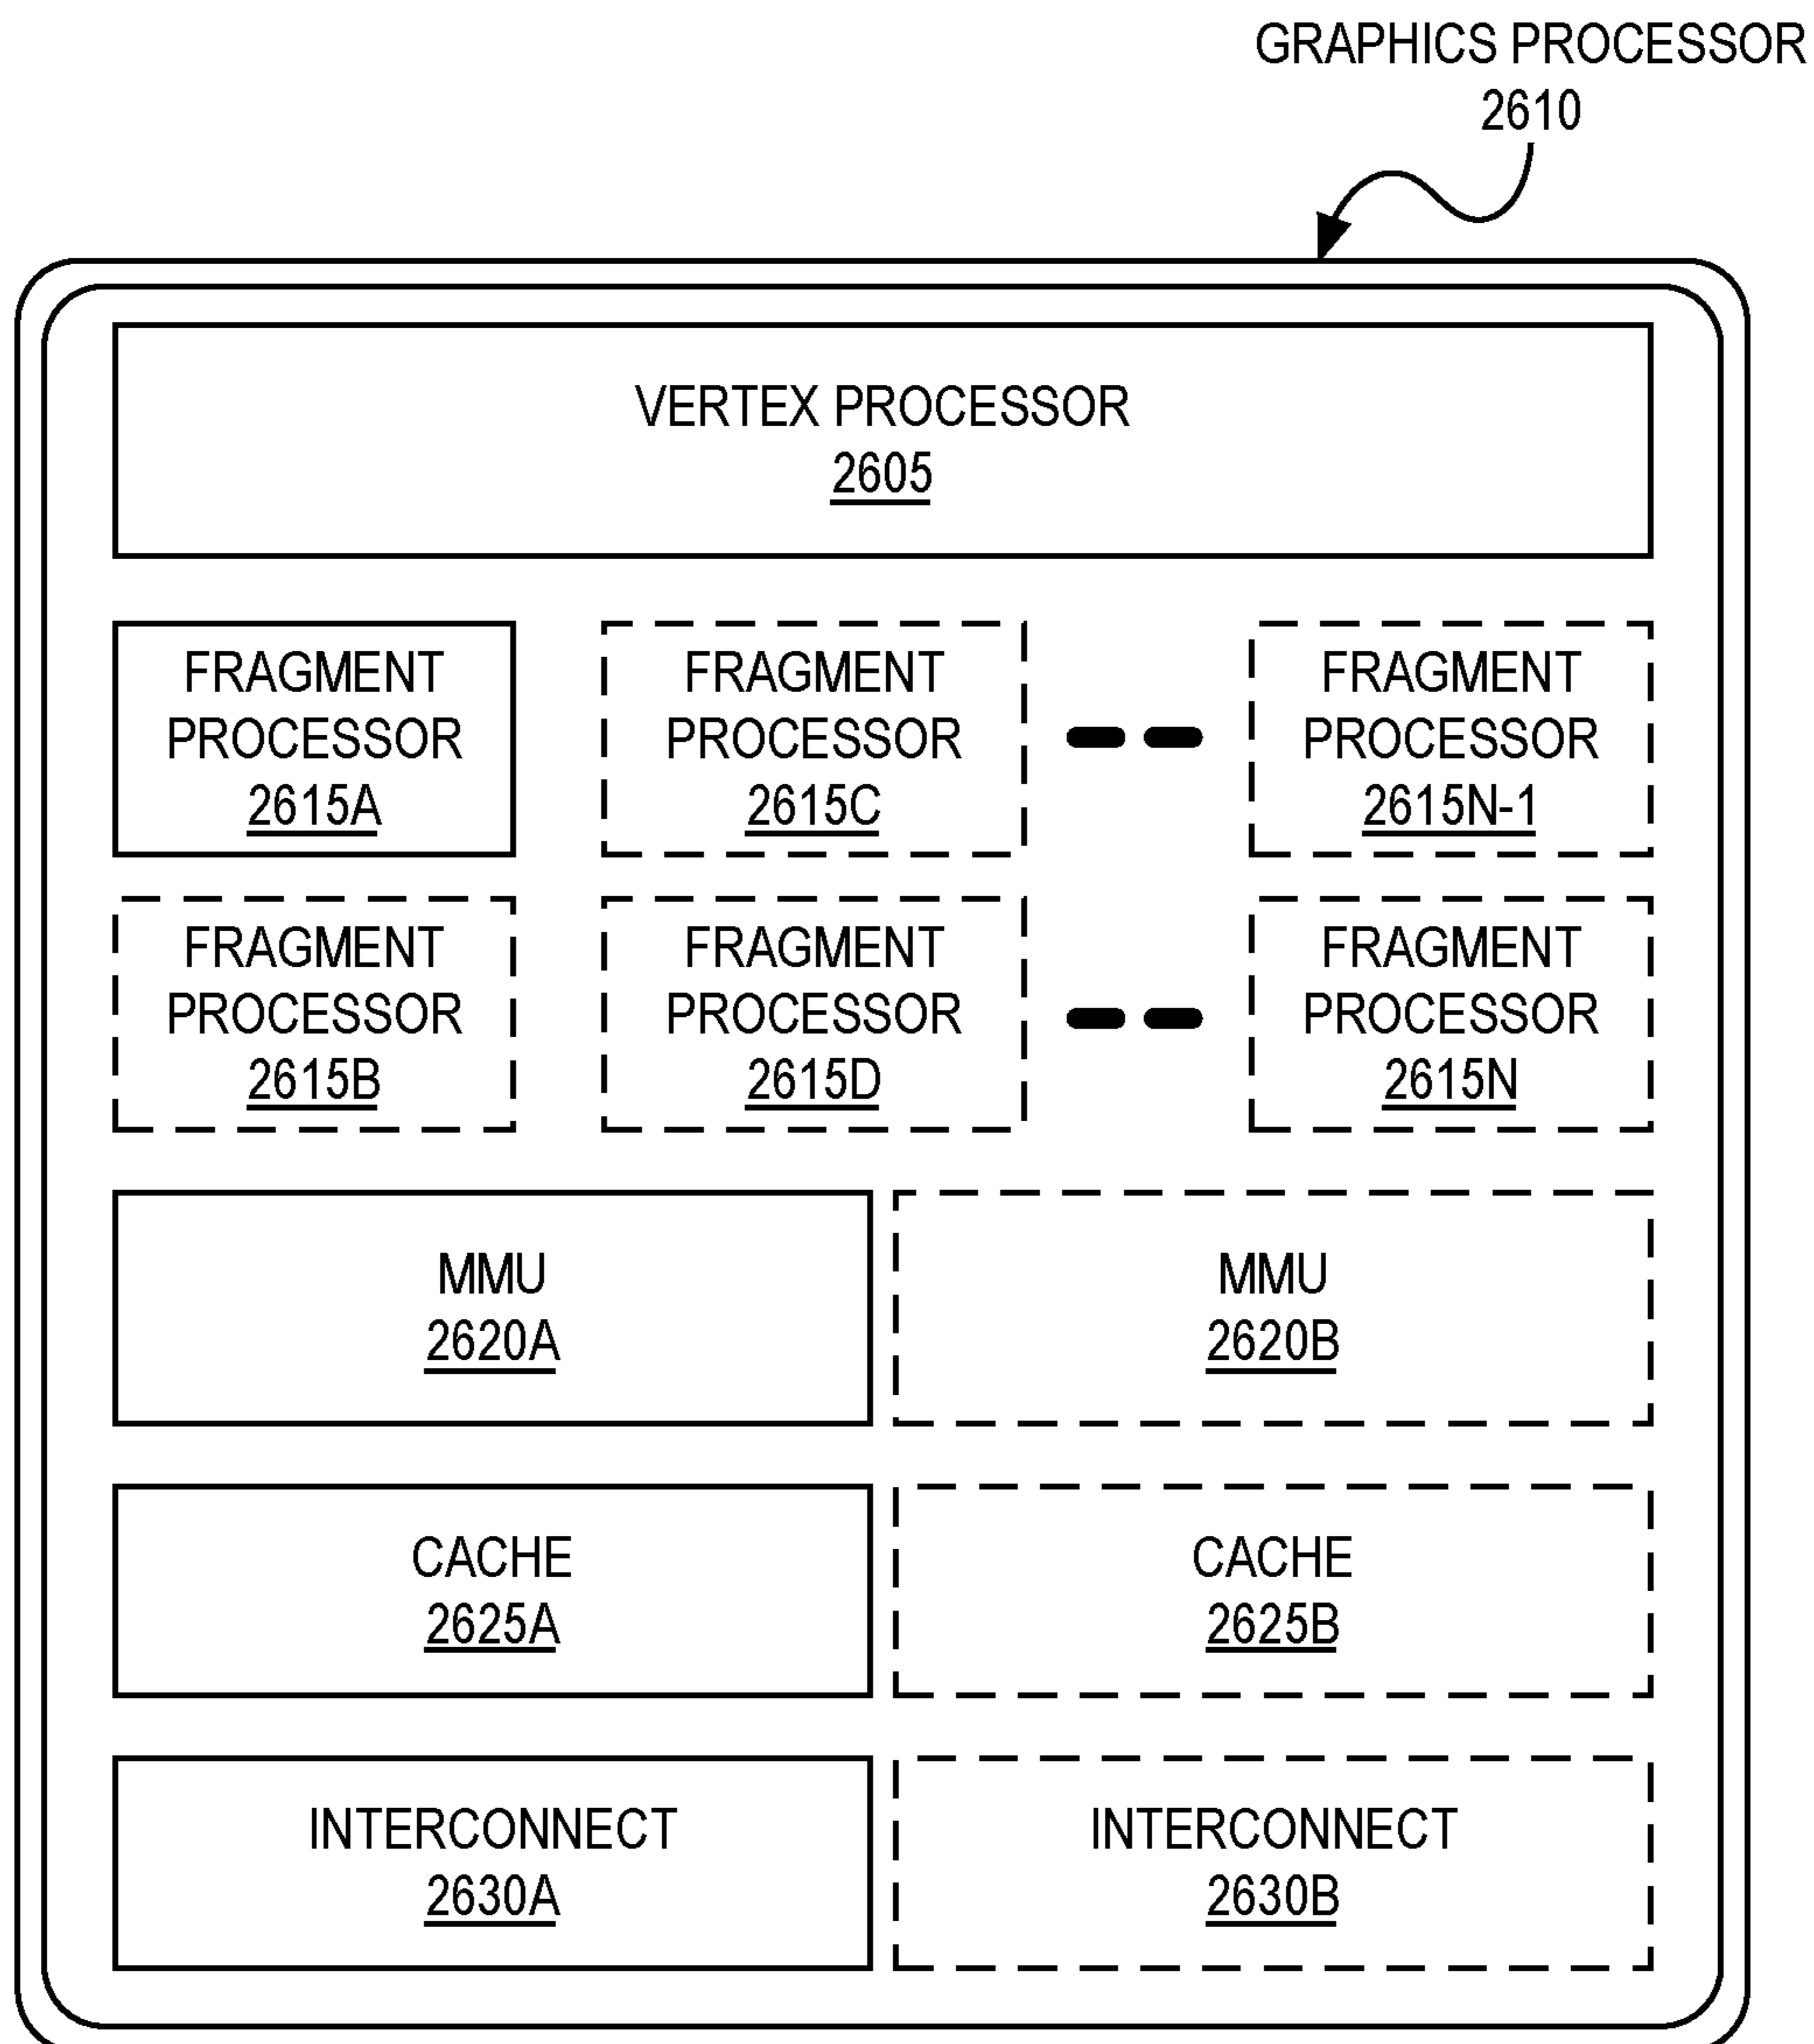 GRAPHICS PROCESSOR
2610
VERTEX PROCESSOR
2605
FRAGMENT
PROCESSOR
2615A
FRAGMENT
PROCESSOR
2615C
FRAGMENT
PROCESSOR
2615N-1
FRAGMENT
PROCESSOR
2615B
FRAGMENT
PROCESSOR
2615D
FRAGMENT
PROCESSOR
2615N
MMU
2620A
MMU
2620B
CACHE
2625A
CACHE
2625B
INTERCONNECT
2630A
INTERCONNECT
2630B